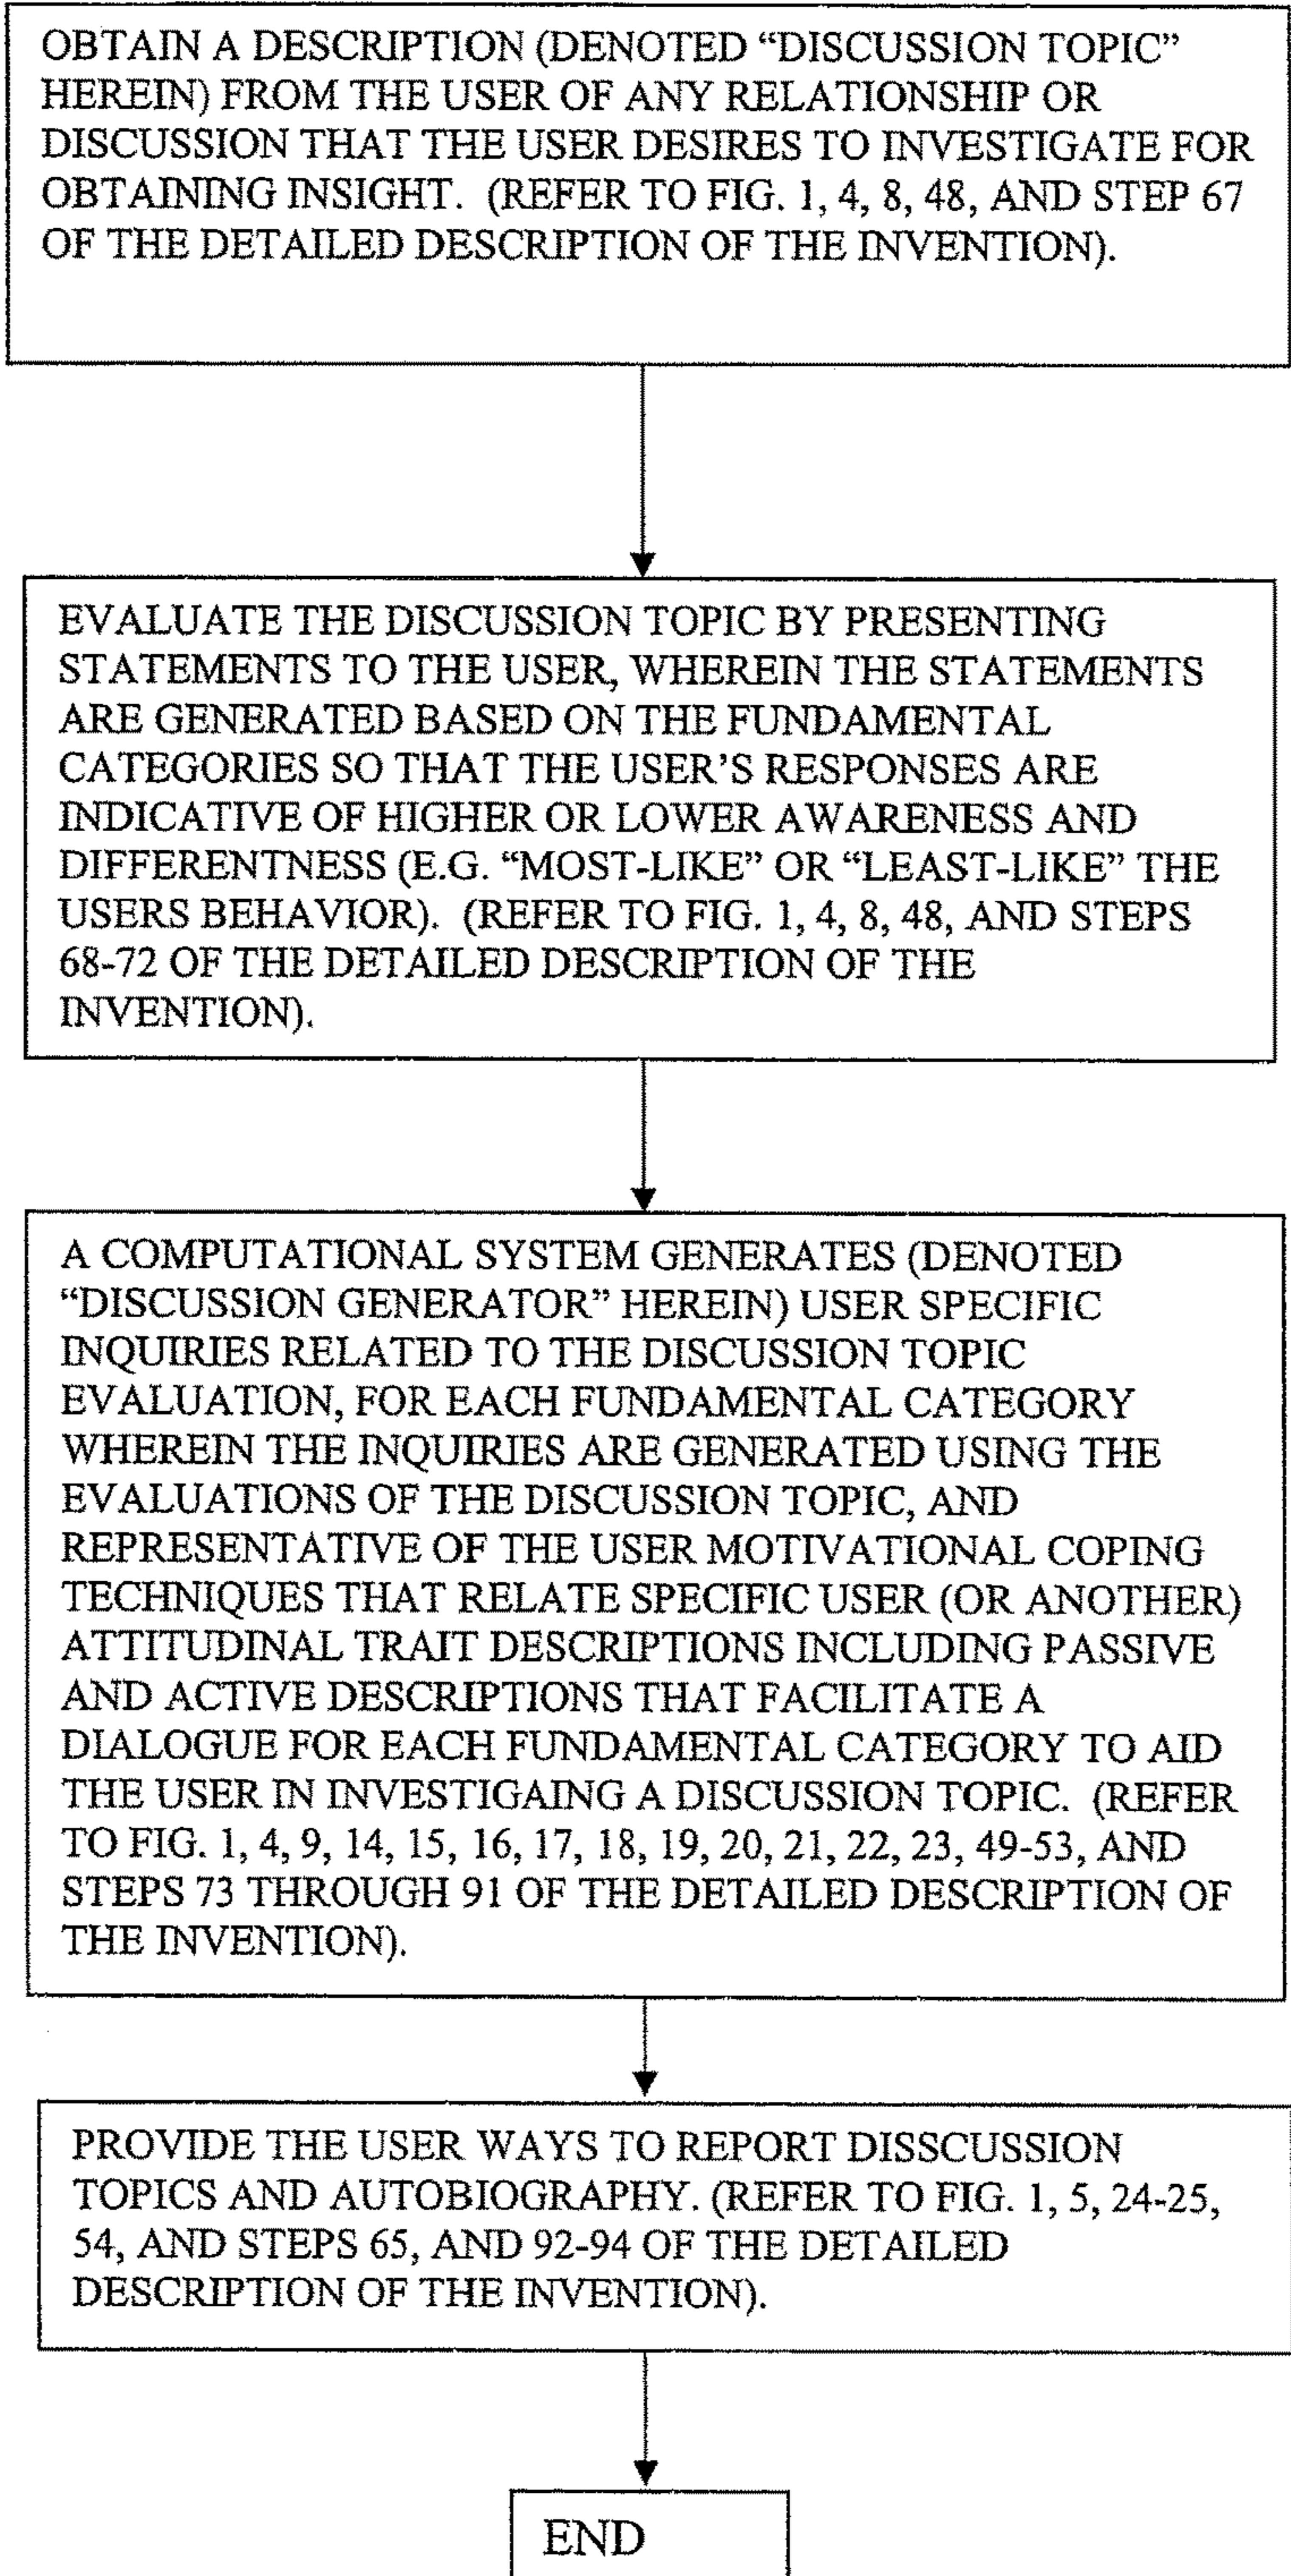 OBTAIN A DESCRIPTION (DENOTED “DISCUSSION TOPIC”
HEREIN) FROM THE USER OF ANY RELATIONSHIP OR
DISCUSSION THAT THE USER DESIRES TO INVESTIGATE FOR
OBTAINING INSIGHT. (REFER TO FIG. 1, 4, 8, 48, AND STEP 67
OF THE DETAILED DESCRIPTION OF THE INVENTION).
EVALUATE THE DISCUSSION TOPIC BY PRESENTING
STATEMENTS TO THE USER, WHEREIN THE STATEMENTS
ARE GENERATED BASED ON THE FUNDAMENTAL
CATEGORIES SO THAT THE USER’S RESPONSES ARE
INDICATIVE OF HIGHER OR LOWER AWARENESS AND
DIFFERENTNESS (E.G. “MOST-LIKE” OR “LEAST-LIKE” THE
USERS BEHAVIOR). (REFER TO FIG. 1, 4, 8, 48, AND STEPS
68-72 OF THE DETAILED DESCRIPTION OF THE
INVENTION).
A COMPUTATIONAL SYSTEM GENERATES (DENOTED
“DISCUSSION GENERATOR” HEREIN) USER SPECIFIC
INQUIRIES RELATED TO THE DISCUSSION TOPIC
EVALUATION, FOR EACH FUNDAMENTAL CATEGORY
WHEREIN THE INQUIRIES ARE GENERATED USING THE
EVALUATIONS OF THE DISCUSSION TOPIC, AND
REPRESENTATIVE OF THE USER MOTIVATIONAL COPING
TECHNIQUES THAT RELATE SPECIFIC USER (OR ANOTHER)
ATTITUDINAL TRAIT DESCRIPTIONS INCLUDING PASSIVE
AND ACTIVE DESCRIPTIONS THAT FACILITATE A
DIALOGUE FOR EACH FUNDAMENTAL CATEGORY TO AID
THE USER IN INVESTIGAING A DISCUSSION TOPIC. (REFER
TO FIG. 1, 4, 9, 14, 15, 16, 17, 18, 19, 20, 21, 22, 23, 49-53, AND
STEPS 73 THROUGH 91 OF THE DETAILED DESCRIPTION OF
THE INVENTION).
PROVIDE THE USER WAYS TO REPORT DISSCUSSION
TOPICS AND AUTOBIOGRAPHY. (REFER TO FIG. 1, 5, 24-25,
54, AND STEPS 65, AND 92-94 OF THE DETAILED
DESCRIPTION OF THE INVENTION).
END